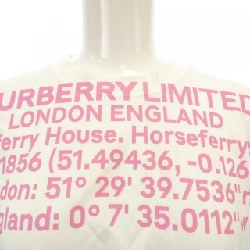 URBERRY LIMITED
LONDON ENGLAND
ferry House. Horseferry
1856 (51.49436, -0.126
don: 51° 29' 39.7536"
gland: 0° 7' 35.0112"